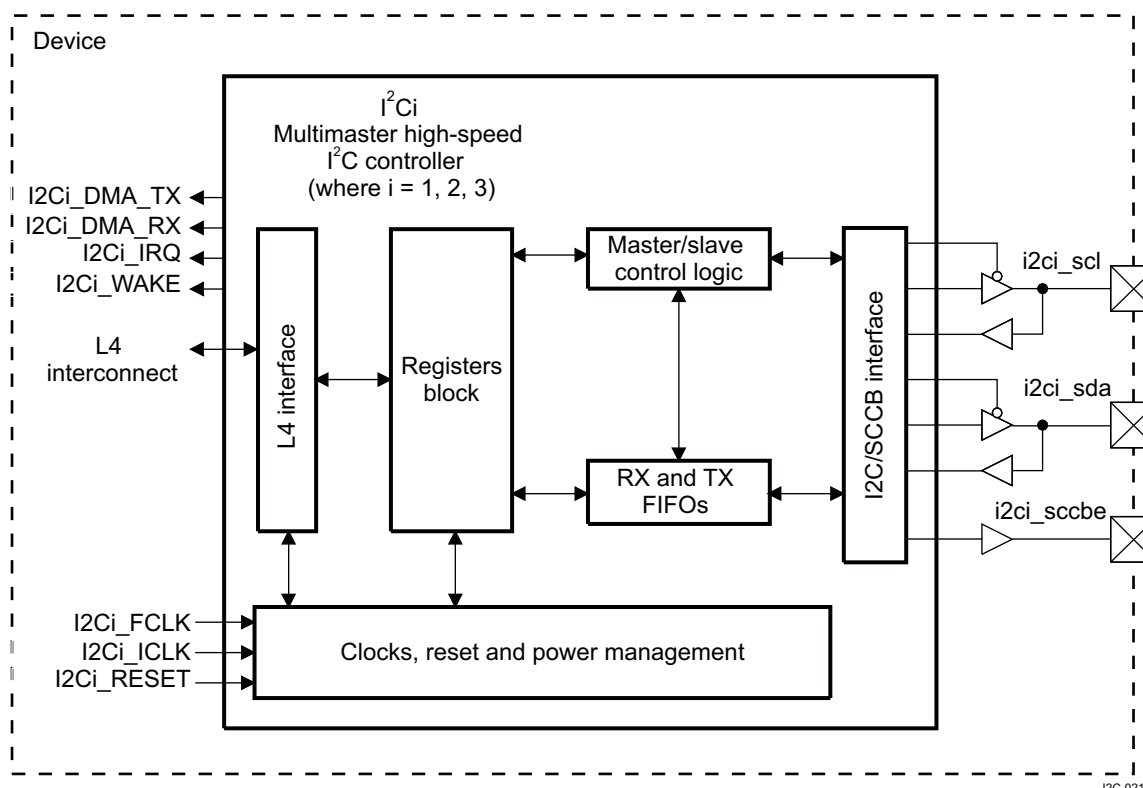 Device
I²Ci
Multimaster high-speed
I²C controller
(where i = 1, 2, 3)
I2Ci_DMA_TX
I2Ci_DMA_RX
I2Ci_IRQ
I2Ci_WAKE
L4
interconnect
L4 interface
Registers
block
Master/slave
control logic
RX and TX
FIFOs
I2C/SCCB interface
i2ci_scl
i2ci_sda
i2ci_sccbe
I2Ci_FCLK
I2Ci_ICLK
I2Ci_RESET
Clocks, reset and power management